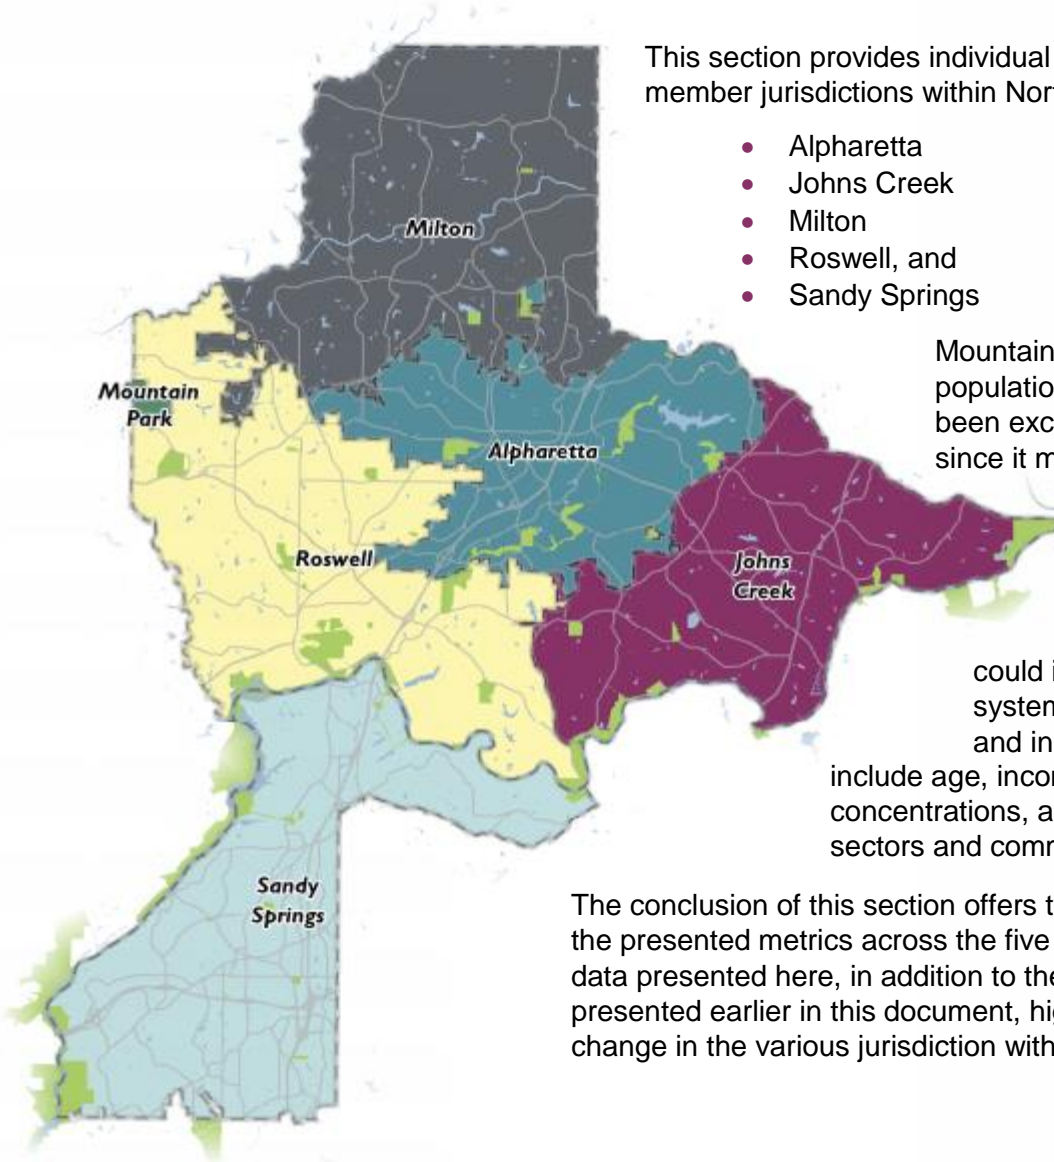 This section provides individual
member jurisdictions within Nor
• Alpharetta
• Johns Creek
• Milton
• Roswell, and
• Sandy Springs
Mountain
populatio
been exc
since it m
could i
system
and in
include age, incor
concentrations, a
sectors and comr
The conclusion of this section offers t
the presented metrics across the five
data presented here, in addition to the
presented earlier in this document, hig
change in the various jurisdiction with
Milton
Mountain
Park
Alpharetta
Roswell
Johns
Creek
Sandy
Springs